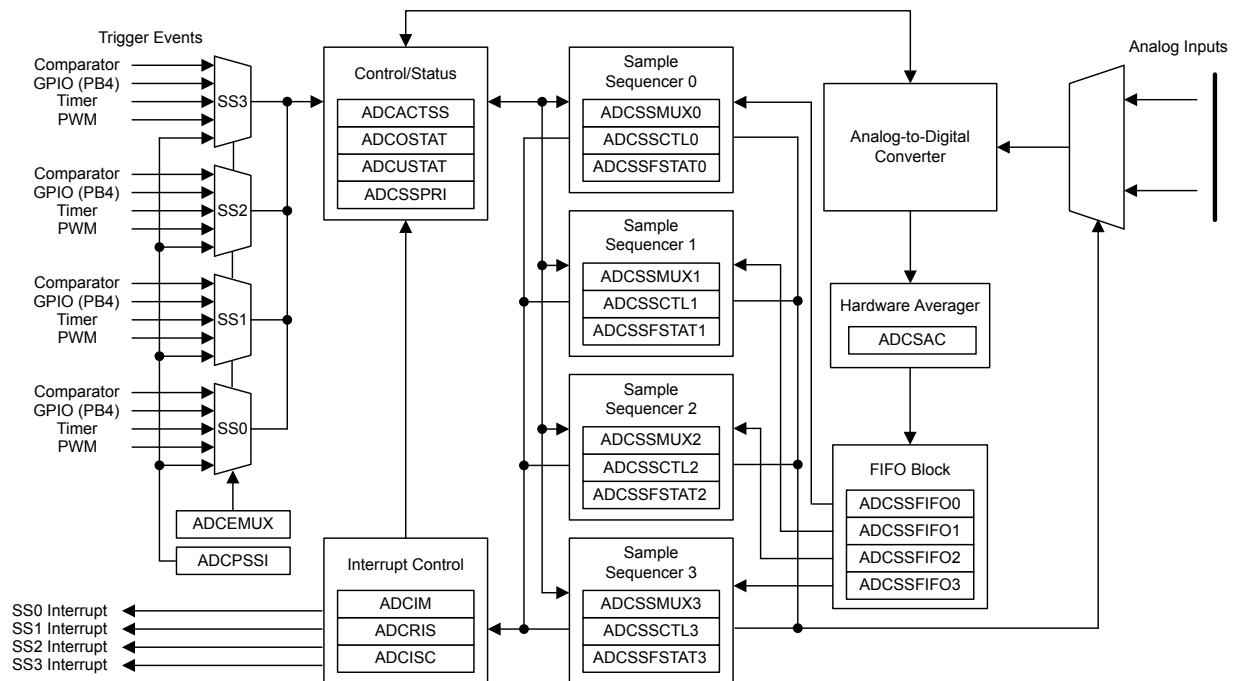 Trigger Events
Comparator
GPIO (PB4)
Timer
PWM
SS3
Comparator
GPIO (PB4)
Timer
PWM
SS2
Comparator
GPIO (PB4)
Timer
PWM
SS1
Comparator
GPIO (PB4)
Timer
PWM
SS0
ADCEMUX
ADCPSSI
SS0 Interrupt
SS1 Interrupt
SS2 Interrupt
SS3 Interrupt
Control/Status
ADCACTSS
ADCOSTAT
ADCUSTAT
ADCSSPRI
Interrupt Control
ADCIM
ADCRIS
ADCISC
Sample
Sequencer 0
ADCSSMUX0
ADCSSCTL0
ADCSSFSTAT0
Sample
Sequencer 1
ADCSSMUX1
ADCSSCTL1
ADCSSFSTAT1
Sample
Sequencer 2
ADCSSMUX2
ADCSSCTL2
ADCSSFSTAT2
Sample
Sequencer 3
ADCSSMUX3
ADCSSCTL3
ADCSSFSTAT3
Analog-to-Digital
Converter
Hardware Averager
ADCSAC
FIFO Block
ADCSSFIFO0
ADCSSFIFO1
ADCSSFIFO2
ADCSSFIFO3
Analog Inputs